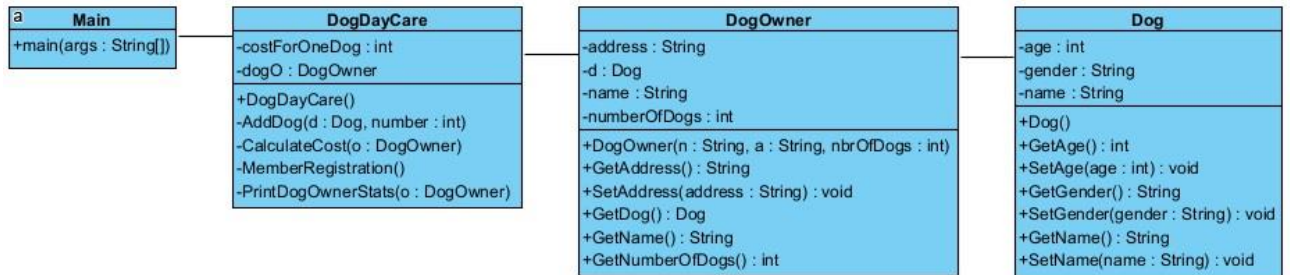 a
Main
+main(args : String[])
DogDayCare
-costForOneDog : int
-dogO : DogOwner
+DogDayCare()
-AddDog(d : Dog, number : int)
-CalculateCost(o : DogOwner)
-MemberRegistration()
-PrintDogOwnerStats(o : DogOwner)
DogOwner
-address : String
-d : Dog
-name : String
-numberOfDogs : int
+DogOwner(n : String, a : String, nbrOfDogs : int)
+GetAddress() : String
+SetAddress(address : String) : void
+GetDog() : Dog
+GetName() : String
+GetNumberOfDogs() : int
Dog
-age : int
-gender : String
-name : String
+Dog()
+GetAge() : int
+SetAge(age : int) : void
+GetGender() : String
+SetGender(gender : String) : void
+GetName() : String
+SetName(name : String) : void